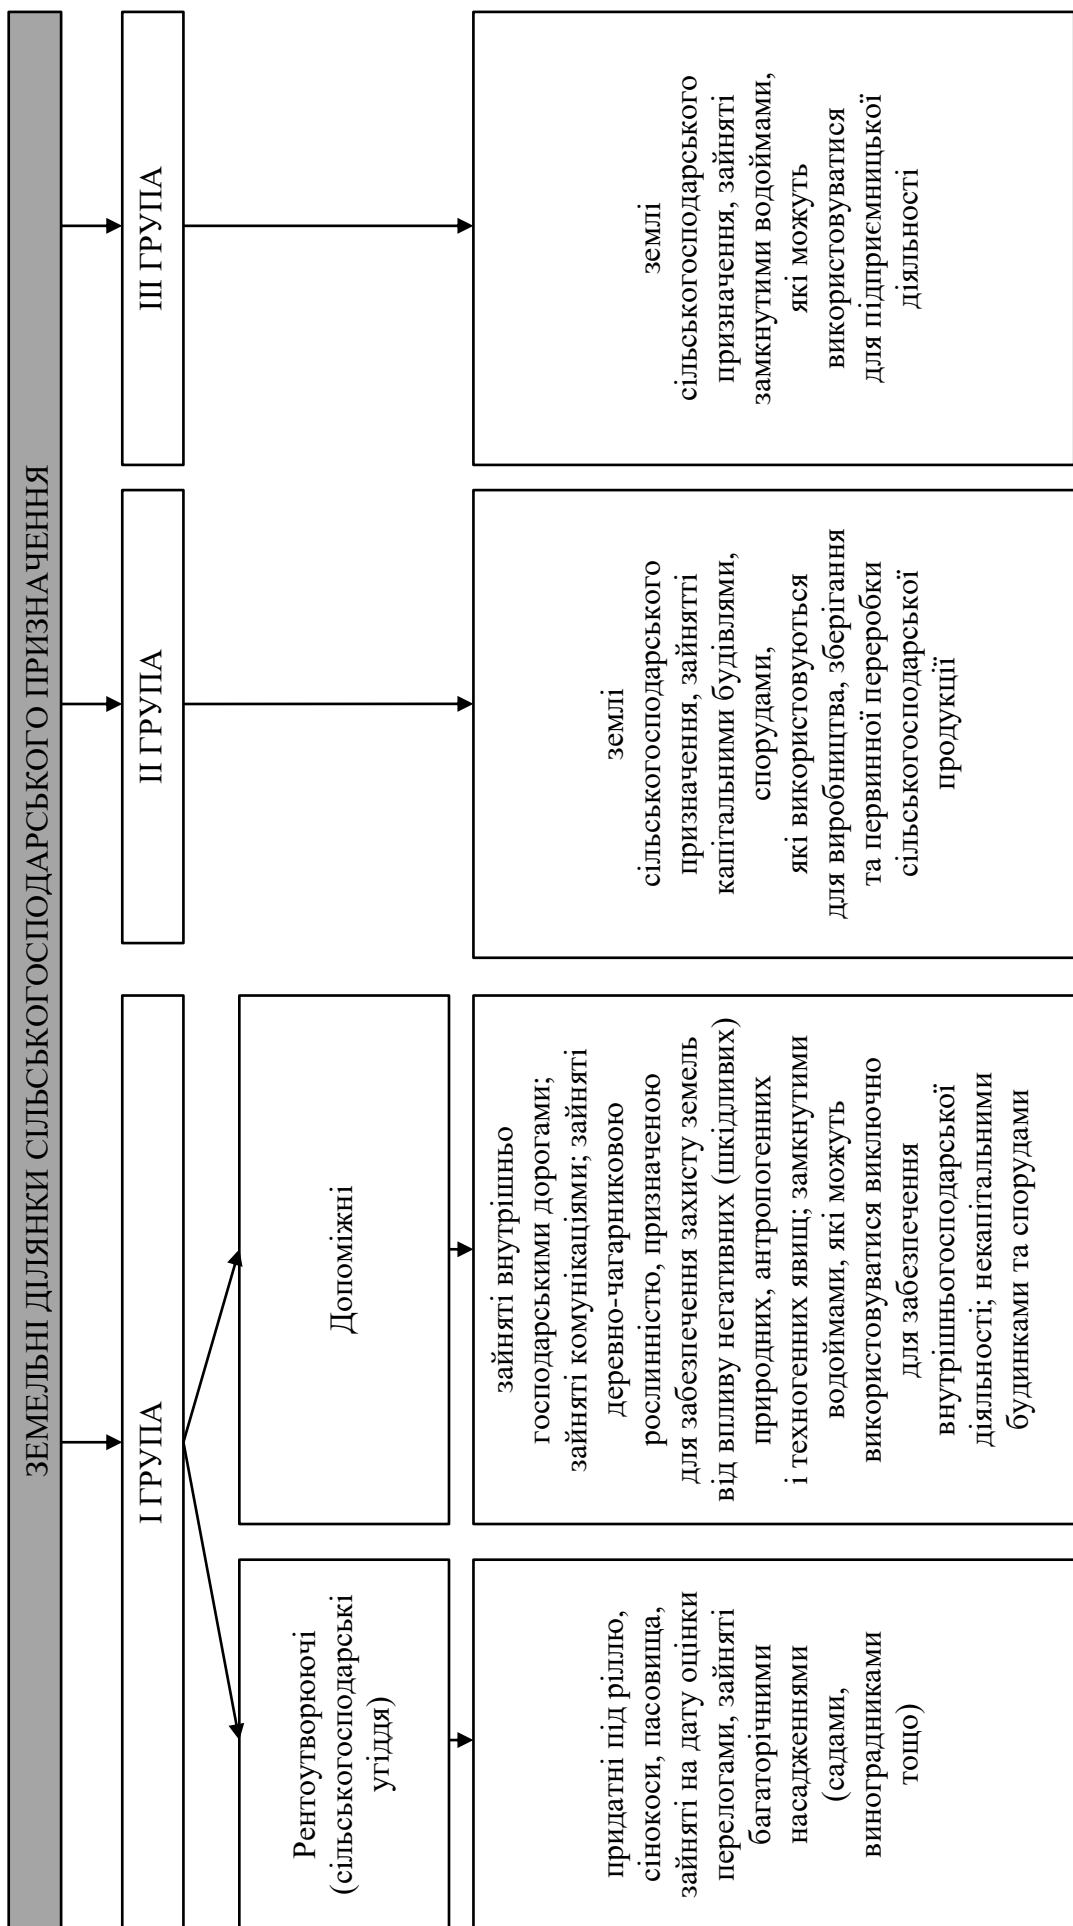 ЗЕМЕЛЬНІ ДІЛЯНКИ СІЛЬСЬКОГОСПОДАРСЬКОГО ПРИЗНАЧЕННЯ
І ГРУПА
ІІ ГРУПА
ІІІ ГРУПА
Рентоутворюючі
(сільськогосподарські
угіддя)
Допоміжні
придатні під ріллю,
сінокоси, пасовища,
зайняті на дату оцінки
перелогами, зайняті
багаторічними
насадженнями
(садами,
виноградниками
тощо)
зайняті внутрішньо
господарськими дорогами;
зайняті комунікаціями; зайняті
деревно-чагарниковою
рослинністю, призначеною
для забезпечення захисту земель
від впливу негативних (шкідливих)
природних, антропогенних
і техногенних явищ; замкнутими
водоймами, які можуть
використовуватися виключно
для забезпечення
внутрішньогосподарської
діяльності; некапітальними
будинками та спорудами
землі
сільськогосподарського
призначення, зайнятті
капітальними будівлями,
спорудами,
які використовуються
для виробництва, зберігання
та первинної переробки
сільськогосподарської
продукції
землі
сільськогосподарського
призначення, зайняті
замкнутими водоймами,
які можуть
використовуватися
для підприємницької
діяльності